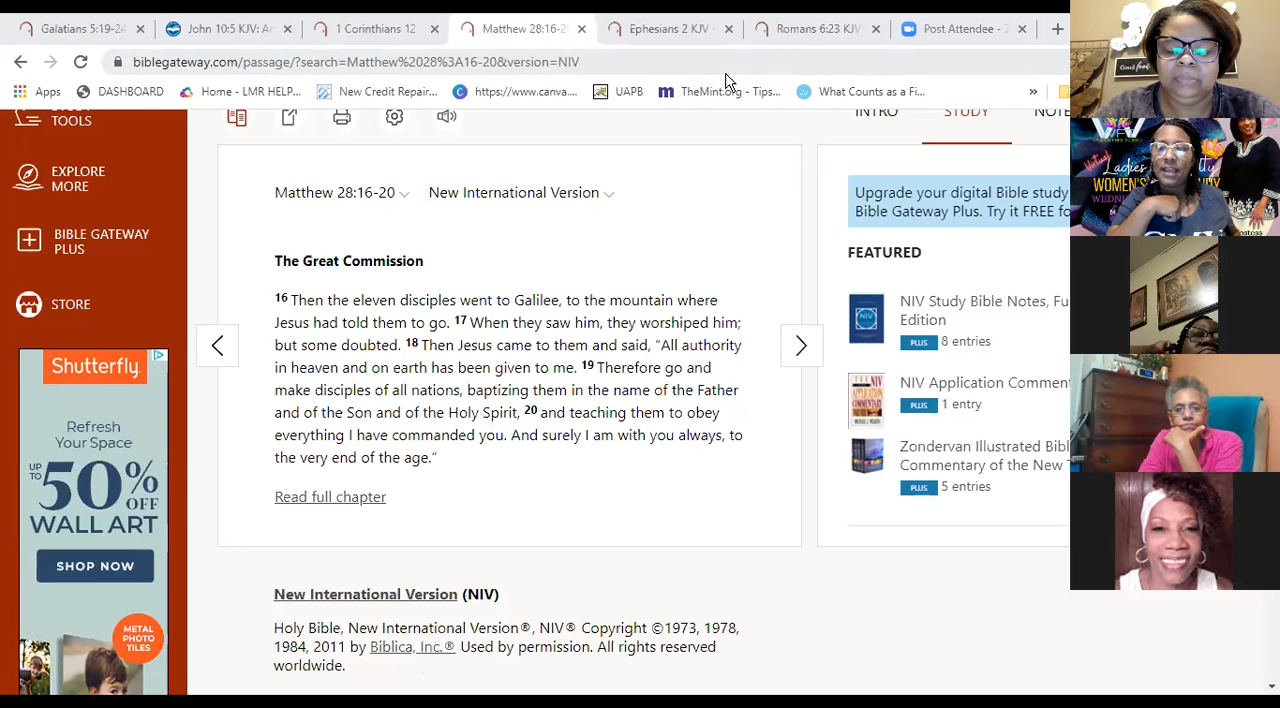 Galatians 5:19-24
John 10:5 KJV: An
1 Corinthians 12
Matthew 28:16-2
Ephesians 2 KJV -
Romans 6:23 KJV
Post Attendee - Z
biblegateway.com/passage/?search=Matthew%2028%3A16-20&version=NIV
Apps
DASHBOARD
Home - LMR HELP...
New Credit Repair...
https://www.canva....
UAPB
TheMint.org - Tips...
What Counts as a Fi...
»
TOOLS
EXPLORE
MORE
BIBLE GATEWAY
PLUS
STORE
Shutterfly.
Refresh
Your Space
UP TO 50% OFF
WALL ART
SHOP NOW
METAL
PHOTO
TILES
Matthew 28:16-20
New International Version
The Great Commission
16 Then the eleven disciples went to Galilee, to the mountain where
Jesus had told them to go. 17 When they saw him, they worshiped him;
but some doubted. 18 Then Jesus came to them and said, “All authority
in heaven and on earth has been given to me. 19 Therefore go and
make disciples of all nations, baptizing them in the name of the Father
and of the Son and of the Holy Spirit, 20 and teaching them to obey
everything I have commanded you. And surely I am with you always, to
the very end of the age.”
Read full chapter
New International Version (NIV)
Holy Bible, New International Version®, NIV® Copyright ©1973, 1978,
1984, 2011 by Biblica, Inc.® Used by permission. All rights reserved
worldwide.
INTRO
STUDY
NOTE
Upgrade your digital Bible study
Bible Gateway Plus. Try it FREE fo
FEATURED
NIV Study Bible Notes, Fu
Edition
PLUS 8 entries
NIV Application Comment
PLUS 1 entry
Zondervan Illustrated Bibl
Commentary of the New
PLUS 5 entries
Good food
Virtual
Ladies
WOMEN'S